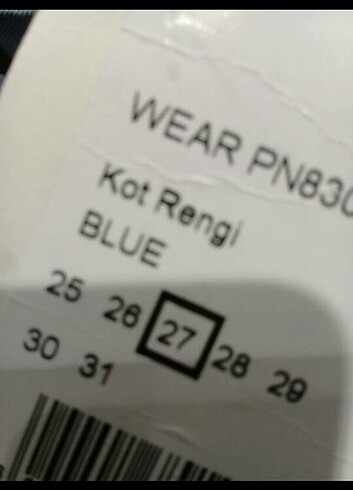 WEAR PN830
Kot Rengi
BLUE
25 26 27 28 29
30 31